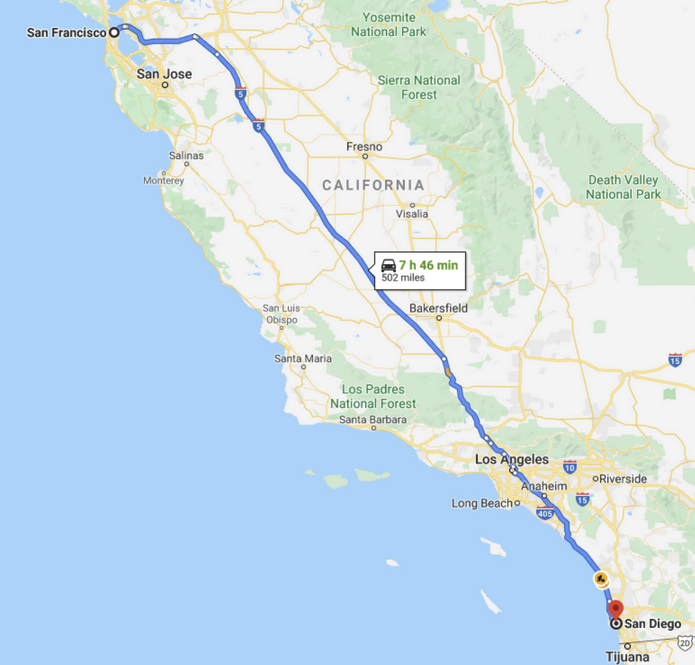 Yosemite
National Park
San Francisco
San Jose
Sierra National
Forest
5
5
Fresno
Salinas
Monterey
CALIFORNIA
Death Valley
National Park
Visalia
7 h 46 min
502 miles
San Luis
Obispo
Bakersfield
Santa Maria
15
Los Padres
National Forest
Santa Barbara
Los Angeles
10
Riverside
Anaheim
15
Long Beach
405
San Diego
2D
Tijuana